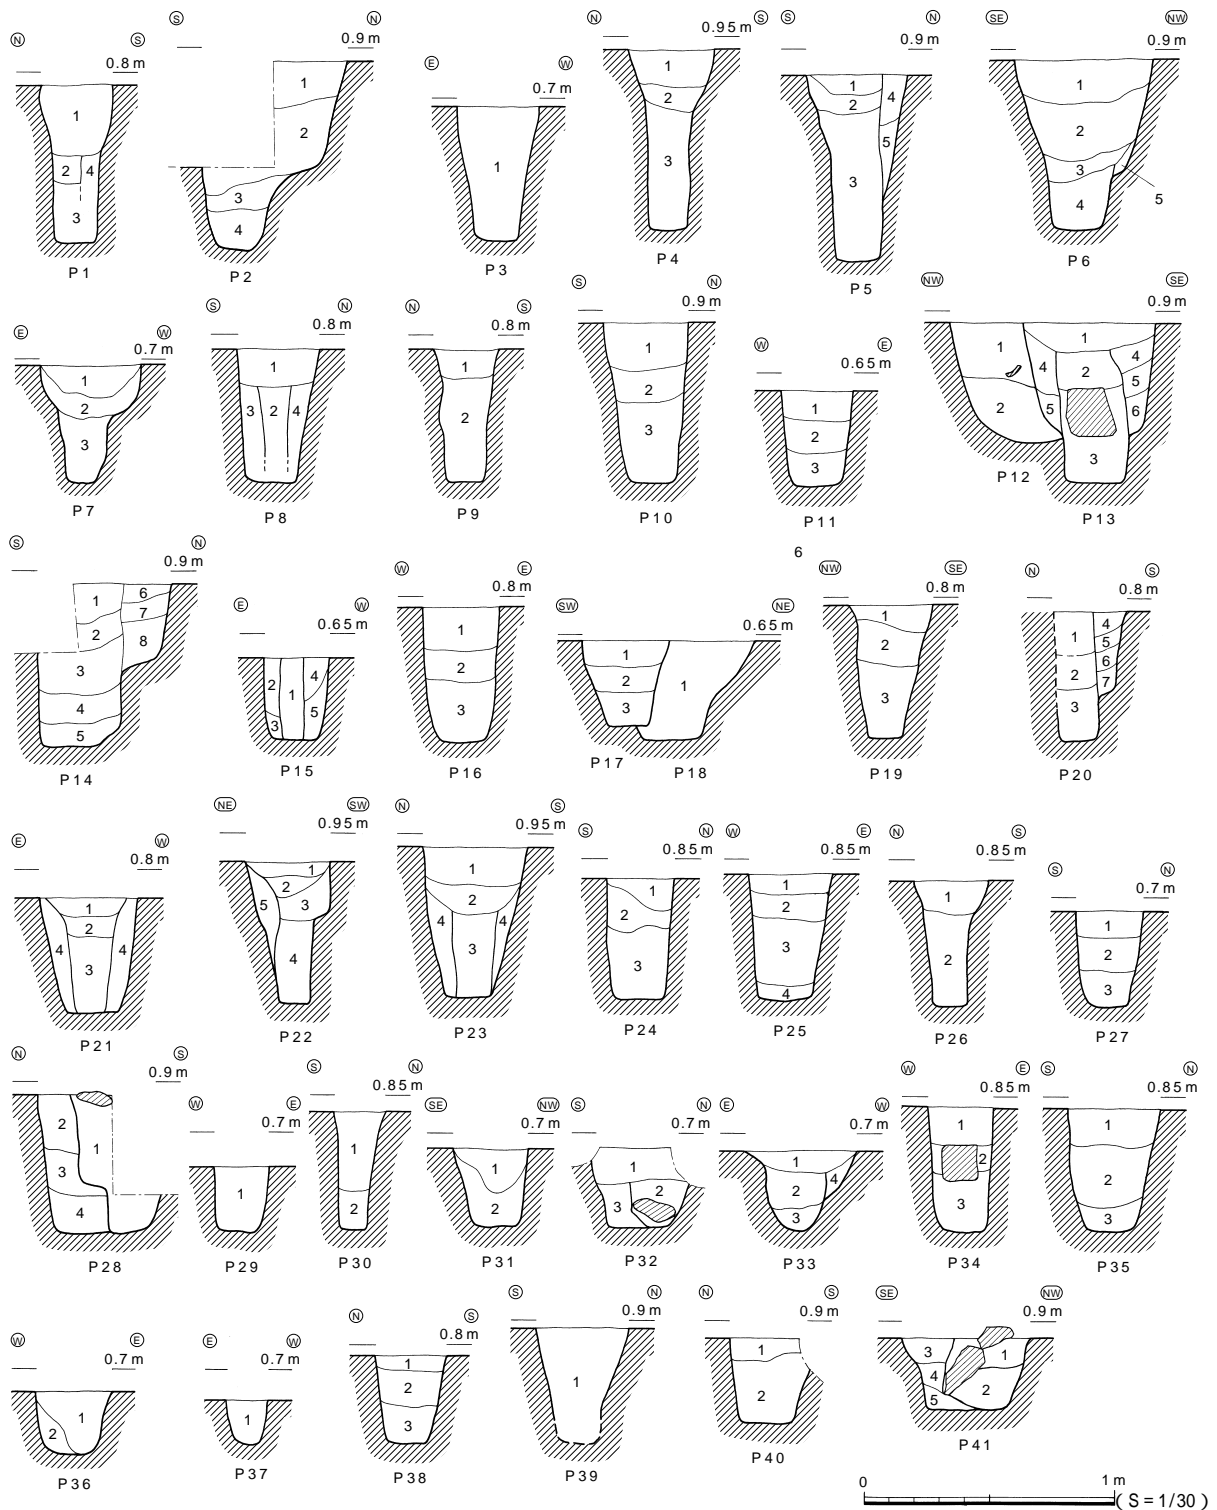 N S 0.8 m 1 2 4 3 P1
S N 0.9 m 1 2 3 4 P2
E W 0.7 m 1 P3
N S 0.95 m 1 2 3 P4
S N 0.9 m 1 2 3 4 5 P5
SE NW 0.9 m 1 2 3 4 5 P6
E W 0.7 m 1 2 3 P7
S N 0.8 m 1 3 2 4 P8
N S 0.8 m 1 2 P9
S N 0.9 m 1 2 3 P10
W E 0.65 m 1 2 3 P11
NW SE 0.9 m 1 2 P12 4 5 1 2 3 4 5 6 P13
S N 0.9 m 1 2 3 4 5 6 7 8 P14
E W 0.65 m 2 3 1 4 5 P15
W E 0.8 m 1 2 3 P16
6
SW NE 0.65 m 1 2 3 P17 1 P18
NW SE 0.8 m 1 2 3 P19
N S 0.8 m 1 2 3 4 5 6 7 P20
E W 0.8 m 1 2 3 4 4 P21
NE SW 0.95 m 1 2 3 4 5 P22
N S 0.95 m 1 2 3 4 4 P23
S N 0.85 m 1 2 3 P24
W E 0.85 m 1 2 3 4 P25
N S 0.85 m 1 2 P26
S N 0.7 m 1 2 3 P27
N S 0.9 m 2 1 3 4 P28
W E 0.7 m 1 P29
S N 0.85 m 1 2 P30
SE NW 0.7 m 1 2 P31
S N 0.7 m 1 2 3 P32
E W 0.7 m 1 2 3 4 P33
W E 0.85 m 1 2 3 P34
S N 0.85 m 1 2 3 P35
W E 0.7 m 1 2 P36
E W 0.7 m 1 P37
N S 0.8 m 1 2 3 P38
S N 0.9 m 1 P39
N S 0.9 m 1 2 P40
SE NW 0.9 m 3 4 5 1 2 P41
0 1 m (S=1/30)